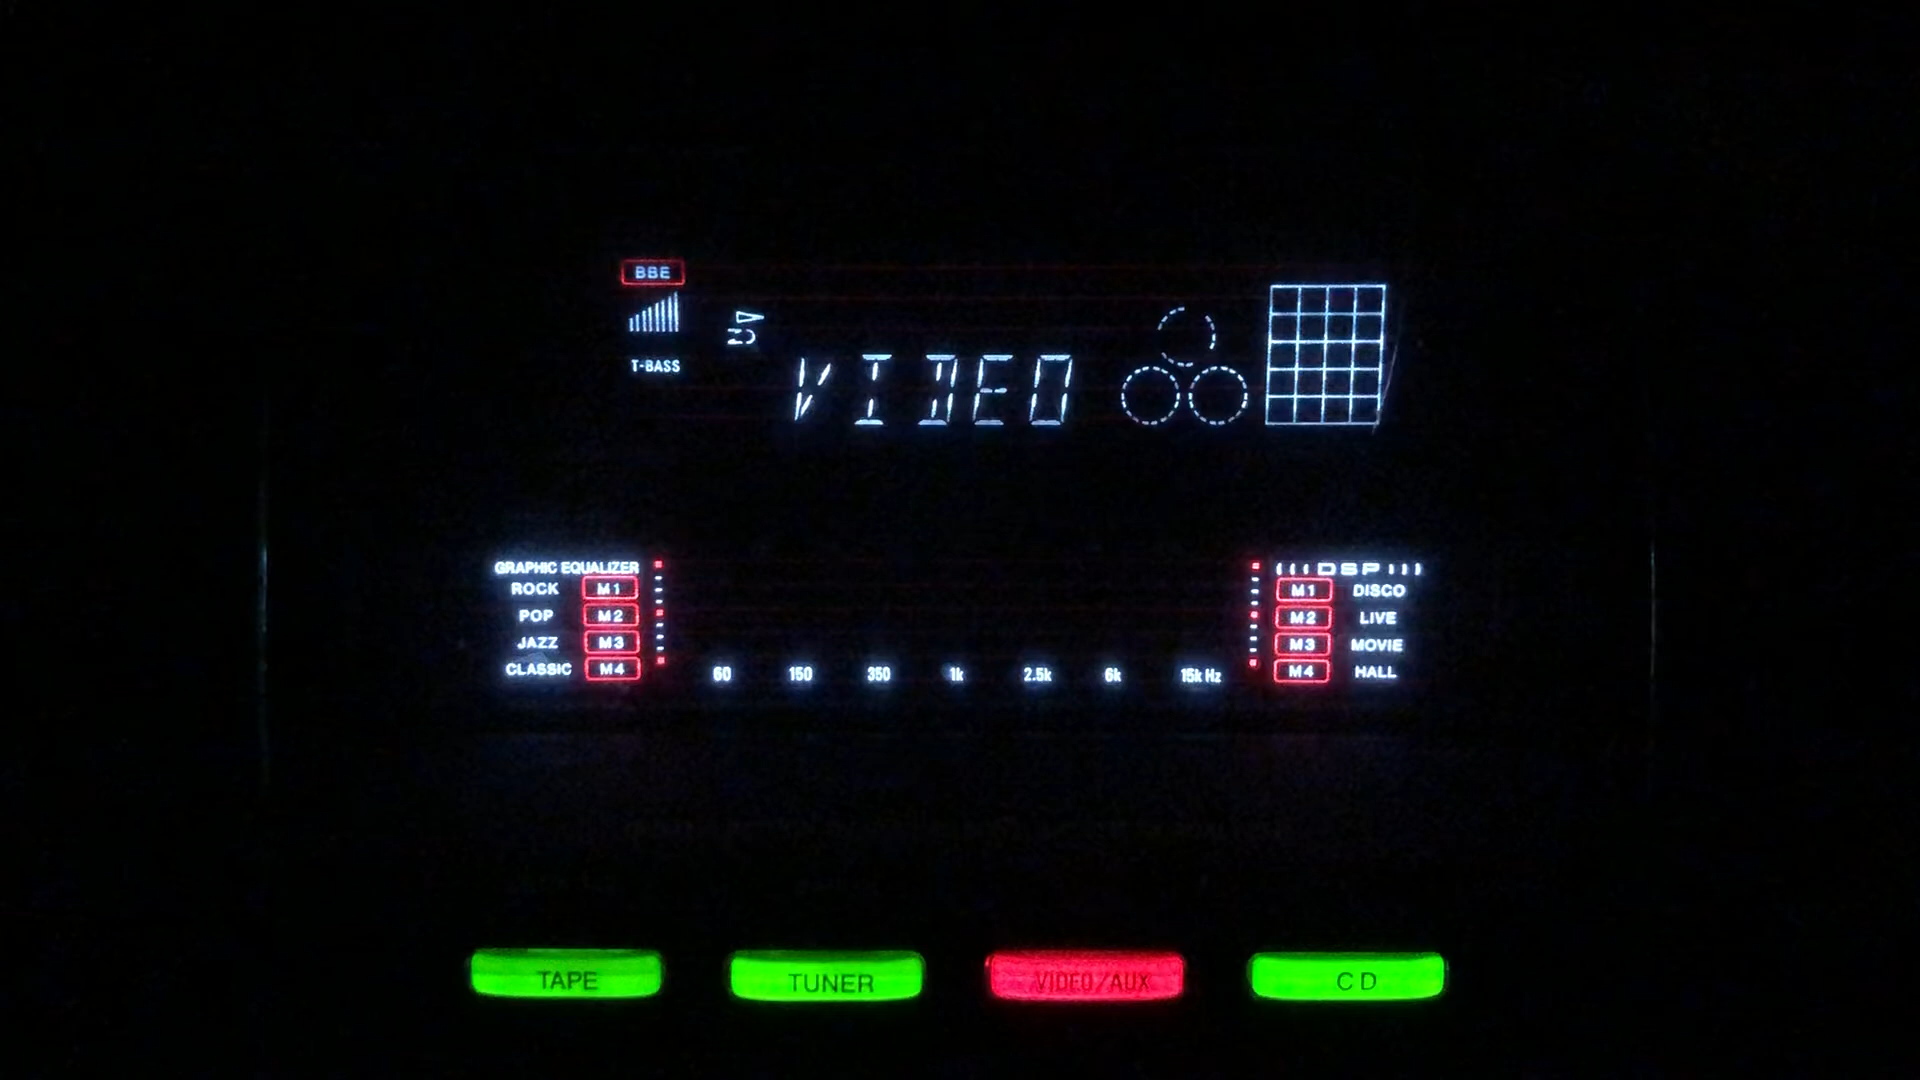 BBE
T-BASS
VIDEO
GRAPHIC EQUALIZER
ROCK M1
POP M2
JAZZ M3
CLASSIC M4
60 150 350 1k 2.5k 6k 15k Hz
DSP
M1 DISCO
M2 LIVE
M3 MOVIE
M4 HALL
TAPE TUNER VIDEO/AUX CD